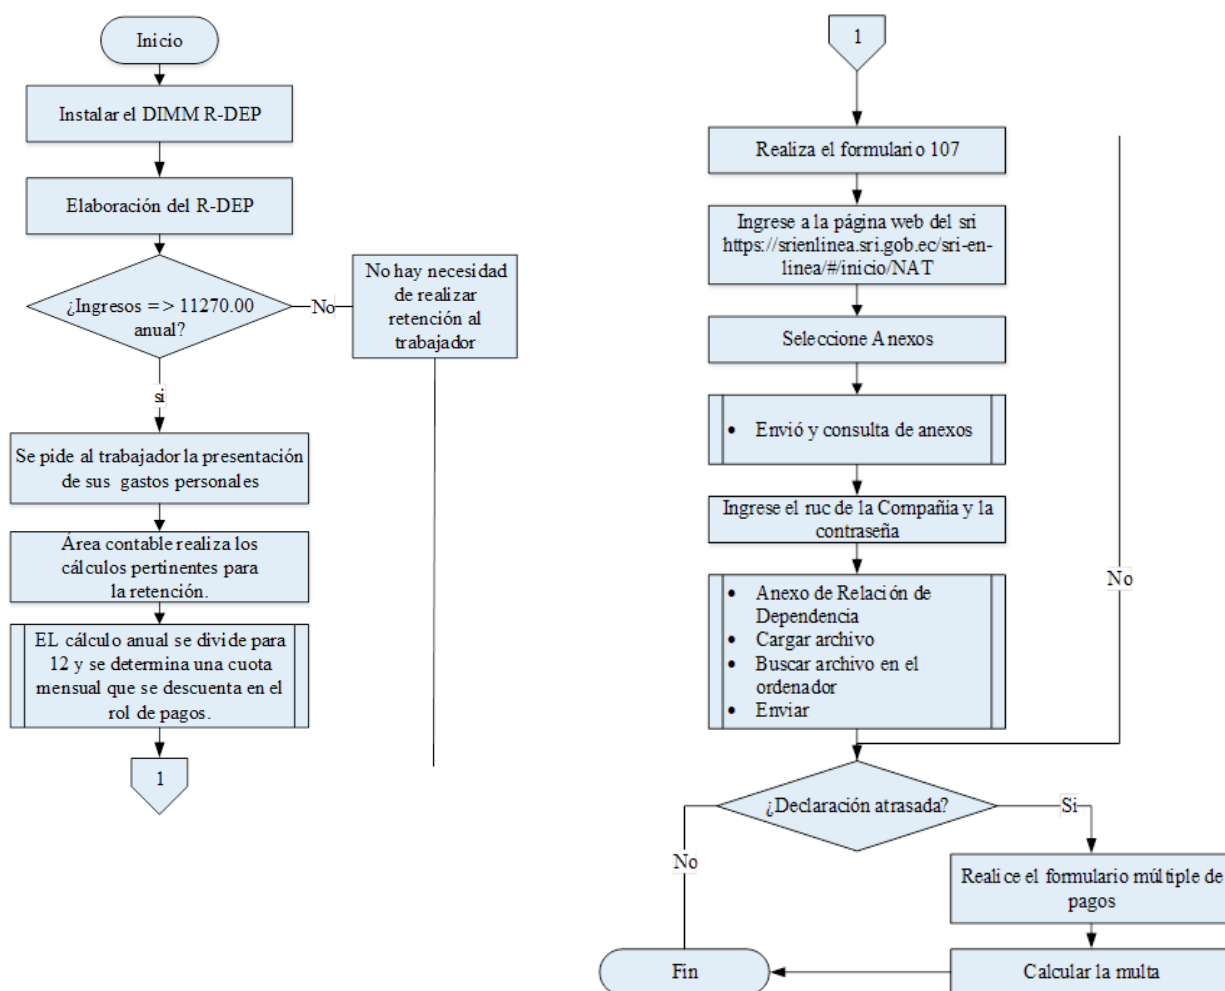 Inicio
Instalar el DIMM R-DEP
Elaboración del R-DEP
¿Ingresos => 11270.00
anual?
No
No hay necesidad
de realizar
retención al
trabajador
si
Se pide al trabajador la presentación
de sus gastos personales
Área contable realiza los
cálculos pertinentes para
la retención.
EL cálculo anual se divide para
12 y se determina una cuota
mensual que se descuenta en el
rol de pagos.
1
1
Realiza el formulario 107
Ingrese a la página web del sri
https://srienlinea.sri.gob.ec/sri-en-
linea/#/inicio/NAT
Seleccione Anexos
• Envió y consulta de anexos
Ingrese el ruc de la Compañia y la
contraseña
• Anexo de Relación de
Dependencia
• Cargar archivo
• Buscar archivo en el
ordenador
• Enviar
No
¿Declaración atrasada?
Si
No
Realice el formulario múltiple de
pagos
Calcular la multa
Fin